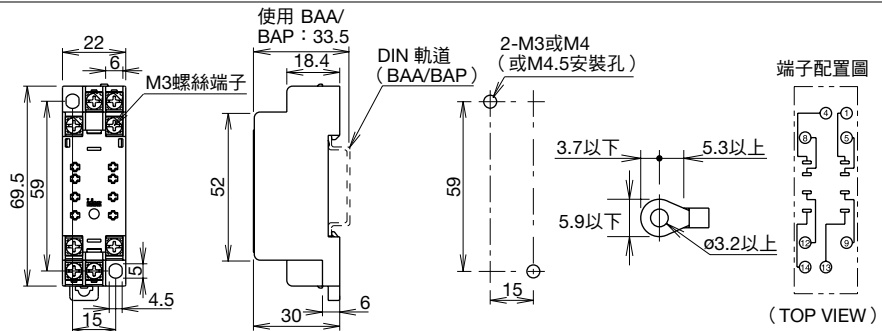 22
6
M3螺絲端子
69.5
59
5
4.5
15
使用 BAA/
BAP：33.5
18.4
DIN 軌道
（BAA/BAP）
52
6
30
2-M3或M4
（或M4.5安裝孔）
59
15
3.7以下
5.3以上
5.9以下
ø3.2以上
端子配置圖
4
1
8
5
12
9
14
13
（TOP VIEW）